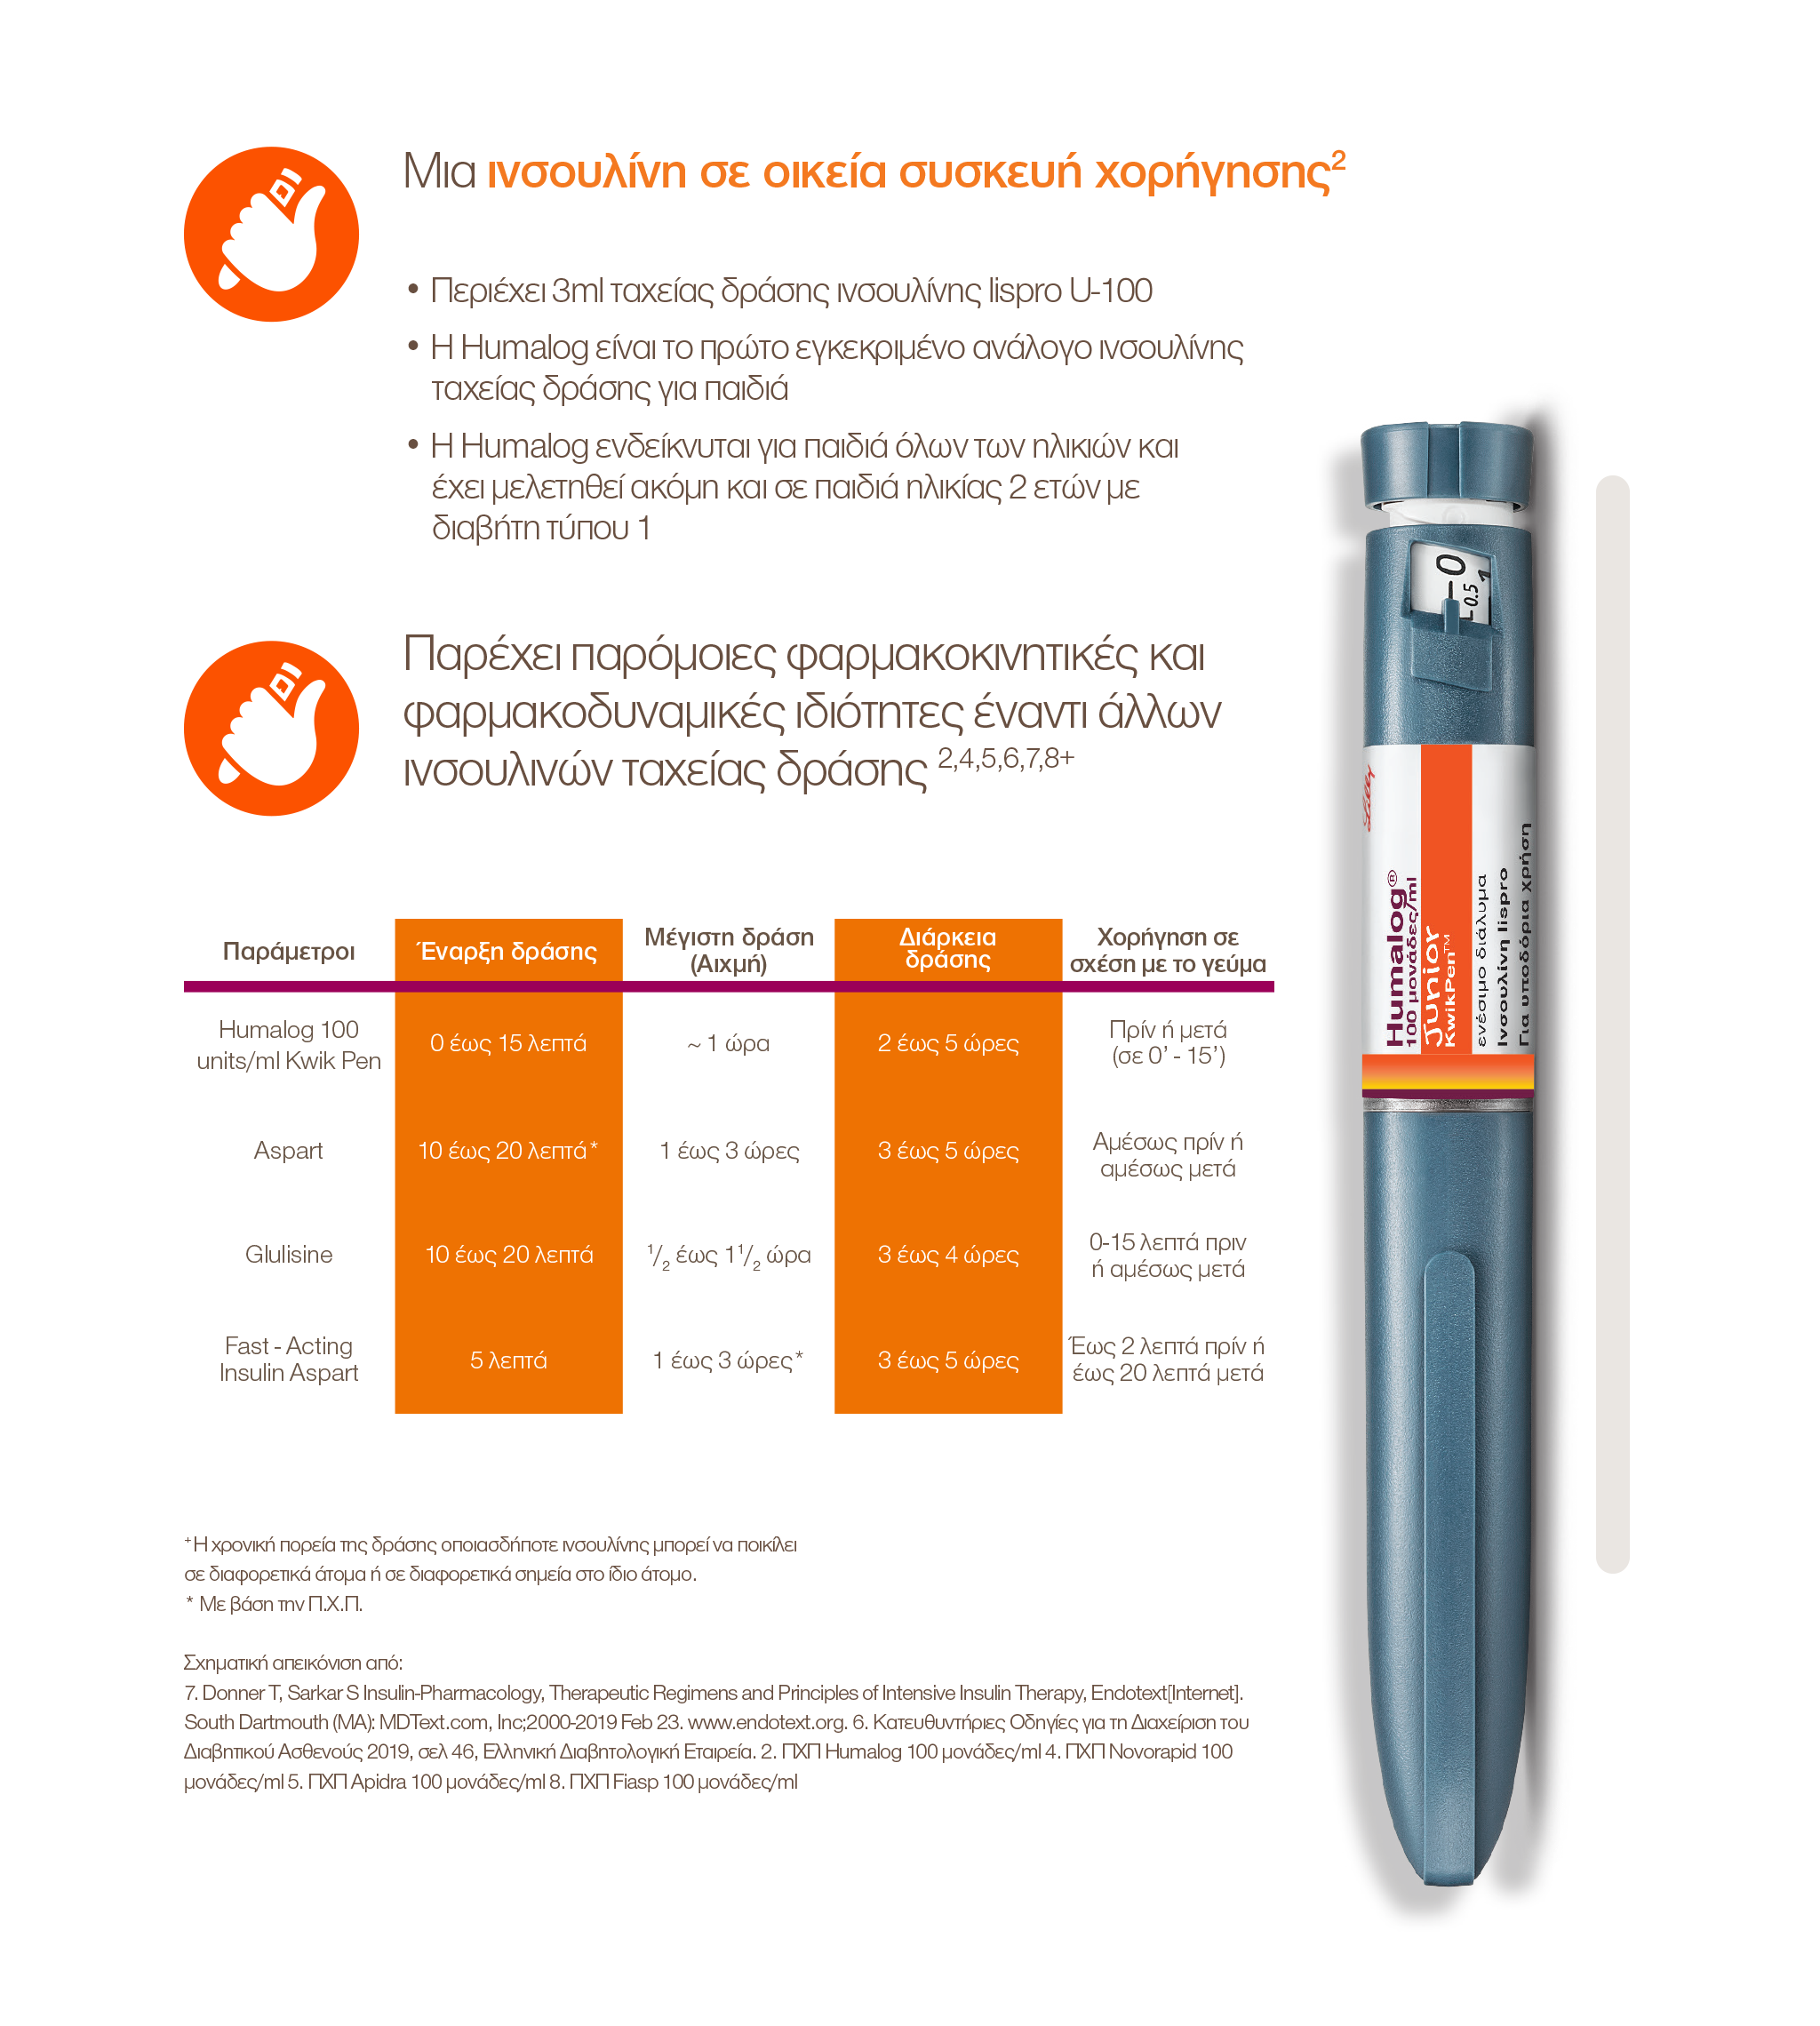 Μια ινσουλίνη σε οικεία συσκευή χορήγησης2
• Περιέχει 3ml ταχείας δράσης ινσουλίνης lispro U-100
• Η Humalog είναι το πρώτο εγκεκριμένο ανάλογο ινσουλίνης
ταχείας δράσης για παιδιά
• Η Humalog ενδείκνυται για παιδιά όλων των ηλικιών και
έχει μελετηθεί ακόμη και σε παιδιά ηλικίας 2 ετών με
διαβήτη τύπου 1
Παρέχει παρόμοιες φαρμακοκινητικές και
φαρμακοδυναμικές ιδιότητες έναντι άλλων
ινσουλινών ταχείας δράσης 2,4,5,6,7,8+
Παράμετροι
Έναρξη δράσης
Μέγιστη δράση
(Αιχμή)
Διάρκεια
δράσης
Χορήγηση σε
σχέση με το γεύμα
Humalog 100
units/ml Kwik Pen
0 έως 15 λεπτά
~ 1 ώρα
2 έως 5 ώρες
Πρίν ή μετά
(σε 0’ - 15’)
Aspart
10 έως 20 λεπτά*
1 έως 3 ώρες
3 έως 5 ώρες
Αμέσως πρίν ή
αμέσως μετά
Glulisine
10 έως 20 λεπτά
1/2 έως 1 1/2 ώρα
3 έως 4 ώρες
0-15 λεπτά πριν
ή αμέσως μετά
Fast - Acting
Insulin Aspart
5 λεπτά
1 έως 3 ώρες*
3 έως 5 ώρες
Έως 2 λεπτά πρίν ή
έως 20 λεπτά μετά
+Η χρονική πορεία της δράσης οποιασδήποτε ινσουλίνης μπορεί να ποικίλει
σε διαφορετικά άτομα ή σε διαφορετικά σημεία στο ίδιο άτομο.
* Με βάση την Π.Χ.Π.
Σχηματική απεικόνιση από:
7. Donner T, Sarkar S Insulin-Pharmacology, Therapeutic Regimens and Principles of Intensive Insulin Therapy, Endotext[Internet].
South Dartmouth (MA): MDText.com, Inc;2000-2019 Feb 23. www.endotext.org. 6. Κατευθυντήριες Οδηγίες για τη Διαχείριση του
Διαβητικού Ασθενούς 2019, σελ 46, Ελληνική Διαβητολογική Εταιρεία. 2. ΠΧΠ Humalog 100 μονάδες/ml 4. ΠΧΠ Novorapid 100
μονάδες/ml 5. ΠΧΠ Apidra 100 μονάδες/ml 8. ΠΧΠ Fiasp 100 μονάδες/ml
0
0.5
1
Lilly
Humalog®
100 μονάδες/ml
Junior
KwikPen™
ενέσιμο διάλυμα
Ινσουλίνη lispro
Για υποδόρια χρήση